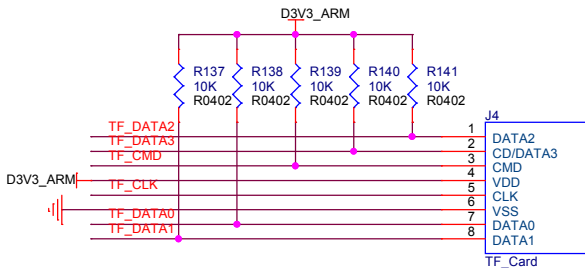 D3V3_ARM
R137 R138 R139 R140 R141
10K 10K 10K 10K 10K
R0402 R0402 R0402 R0402 R0402
J4
TF_DATA2 1 DATA2
TF_DATA3 2 CD/DATA3
TF_CMD 3 CMD
D3V3_ARM 4 VDD
TF_CLK 5 CLK
6 VSS
TF_DATA0 7 DATA0
TF_DATA1 8 DATA1
TF_Card